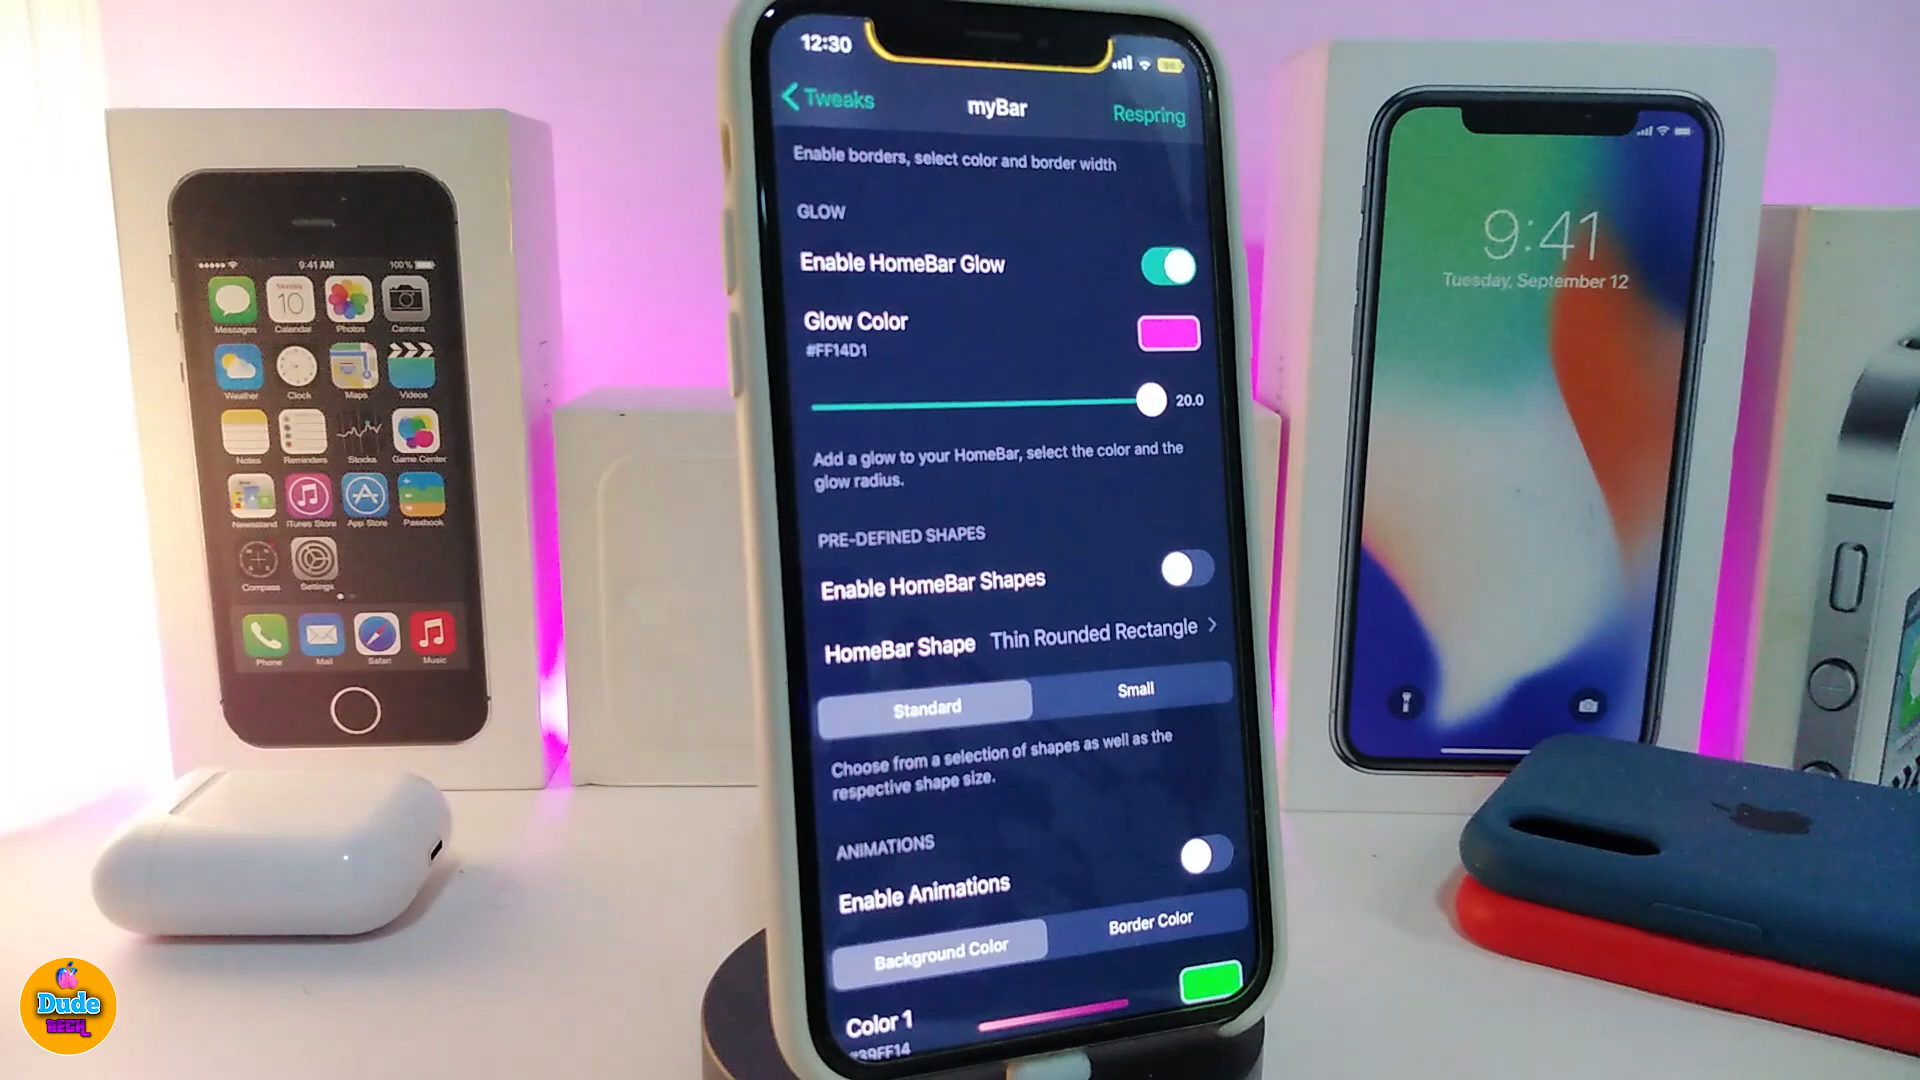 12:30
Tweaks
myBar
Respring
Enable borders, select color and border width
GLOW
Enable HomeBar Glow
Glow Color
#FF14D1
20.0
Add a glow to your HomeBar, select the color and the
glow radius.
PRE-DEFINED SHAPES
Enable HomeBar Shapes
HomeBar Shape Thin Rounded Rectangle
Standard Small
Choose from a selection of shapes as well as the
respective shape size.
ANIMATIONS
Enable Animations
Background Color Border Color
Color 1
#39FF14
9:41 AM 100%
Monday
10
Messages Calendar Photos Camera
Weather Clock Maps Videos
Notes Reminders Stocks Game Center
Newsstand iTunes Store App Store Passbook
Compass Settings
Phone Mail Safari Music
9:41
Tuesday, September 12
Dude
TECH